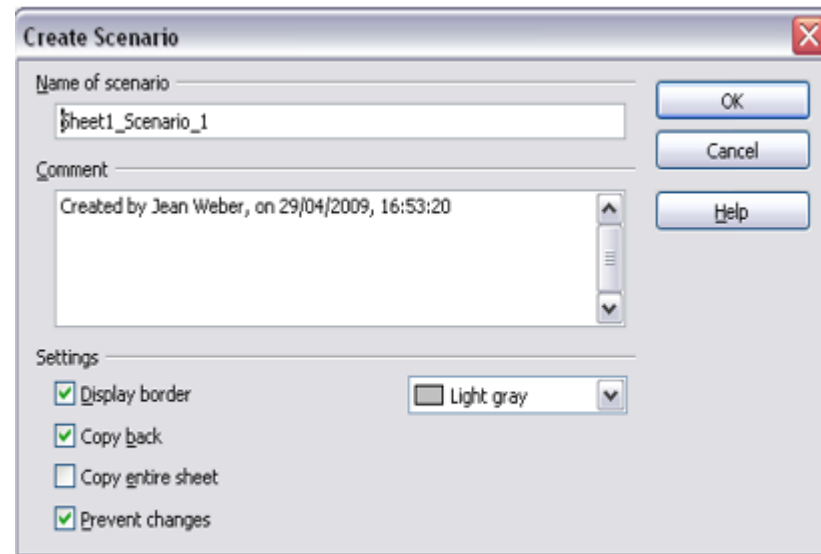 Create Scenario
Name of scenario
Sheet1_Scenario_1
OK
Cancel
Comment
Created by Jean Weber, on 29/04/2009, 16:53:20
Help
Settings
Display border
Light gray
Copy back
Copy entire sheet
Prevent changes